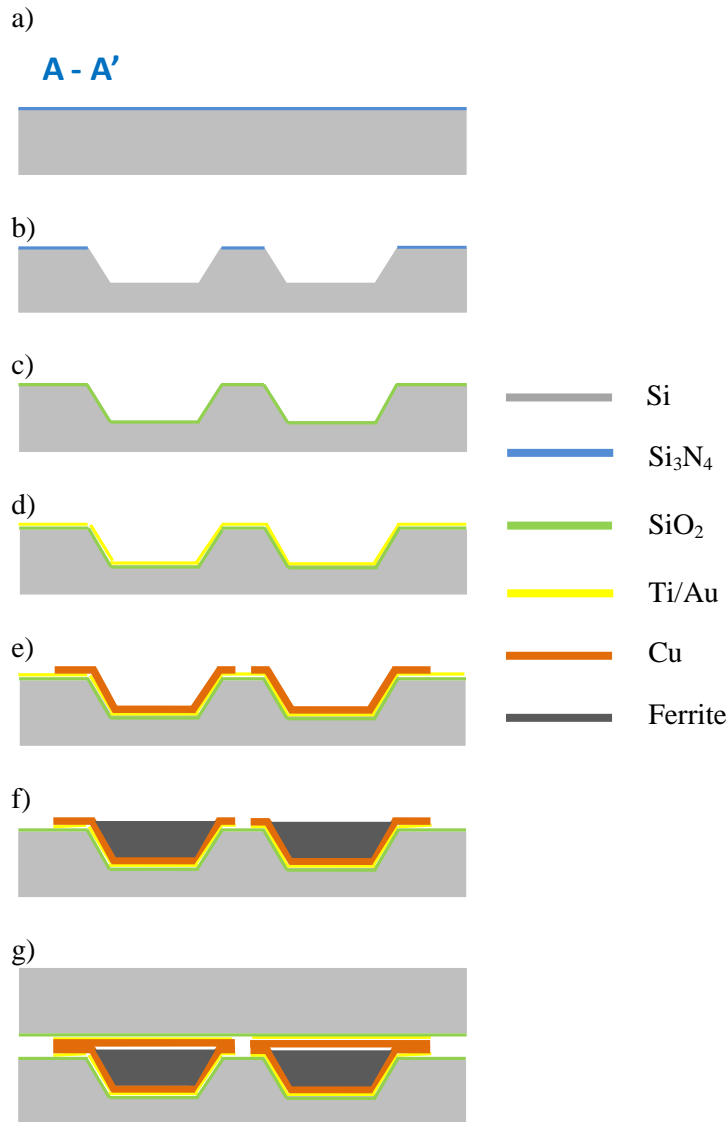 a)
A - A’
b)
c)
d)
e)
f)
g)
Si
Si₃N₄
SiO₂
Ti/Au
Cu
Ferrite